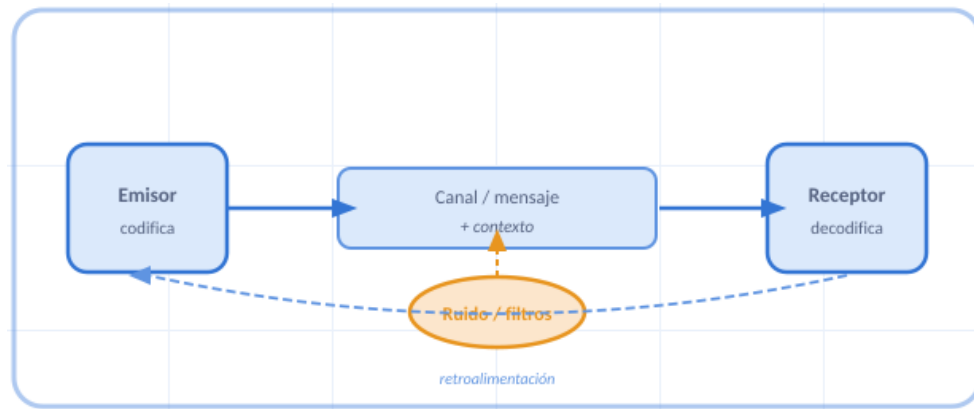 Emisor
codifica
Canal / mensaje
+ contexto
Receptor
decodifica
Ruido / filtros
retroalimentación